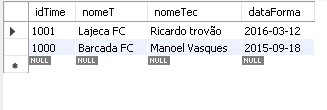 idTime nomeT nomeTec dataForma
1001 Lajeca FC Ricardo trovão 2016-03-12
1000 Barcada FC Manoel Vasques 2015-09-18
NULL NULL NULL NULL